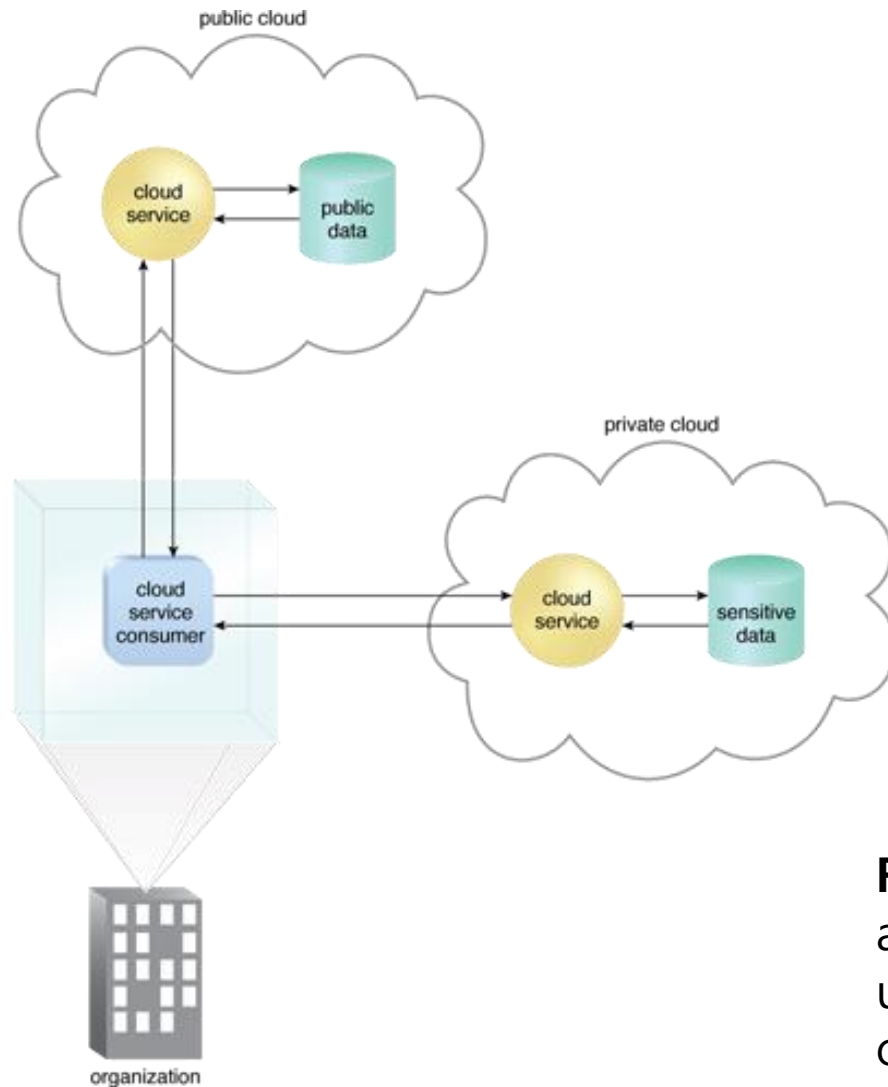 public cloud
cloud
service
public
data
private cloud
cloud
service
consumer
cloud
service
sensitive
data
organization